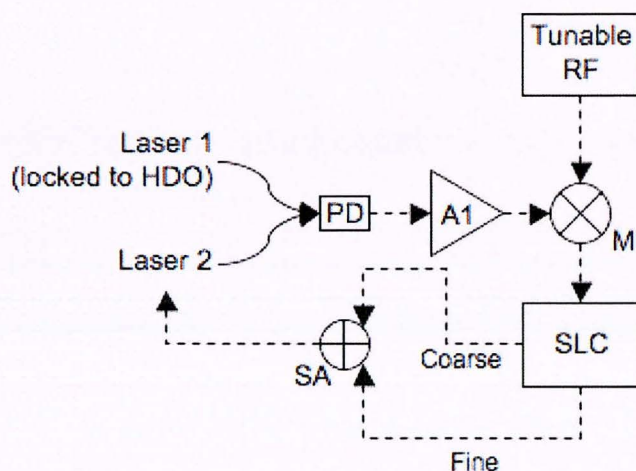 Tunable
RF
Laser 1
(locked to HDO)
PD
A1
M
Laser 2
SLC
Coarse
SA
Fine